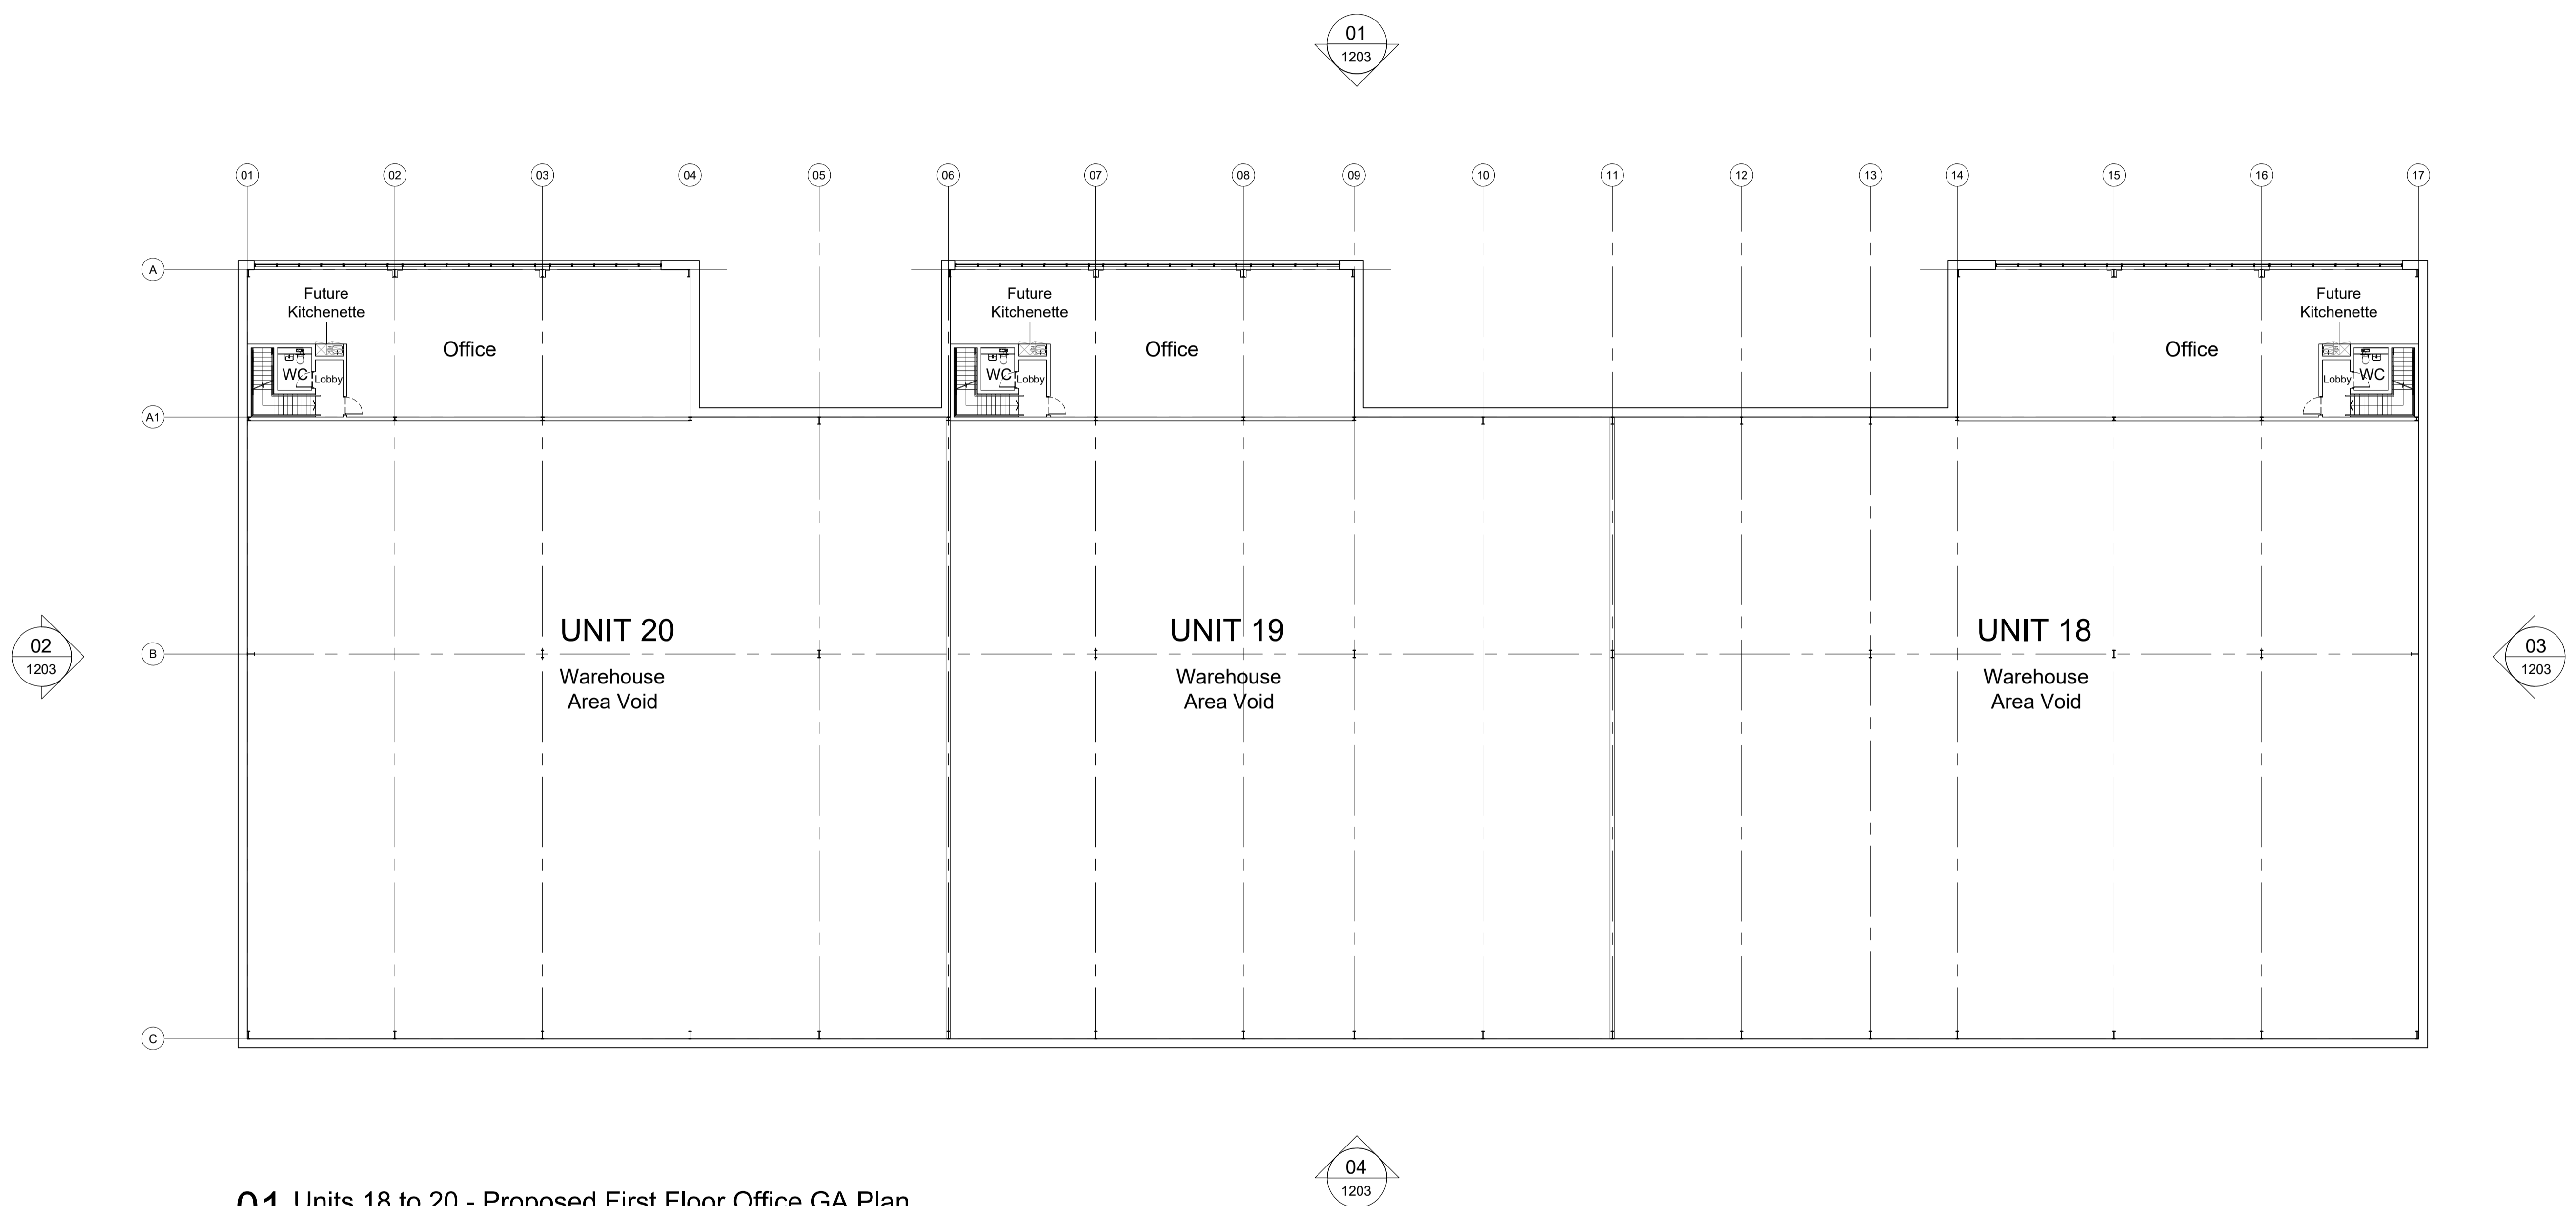 01
1203
01
02
03
04
05
06
07
08
09
10
11
12
13
14
15
16
17
A
Future
Kitchenette
Office
WC
Lobby
Future
Kitchenette
Office
WC
Lobby
Future
Kitchenette
Office
Lobby
WC
A1
UNIT 20
Warehouse
Area Void
UNIT 19
Warehouse
Area Void
UNIT 18
Warehouse
Area Void
02
1203
B
03
1203
C
04
1203
01 Units 18 to 20 - Proposed First Floor Office GA Plan